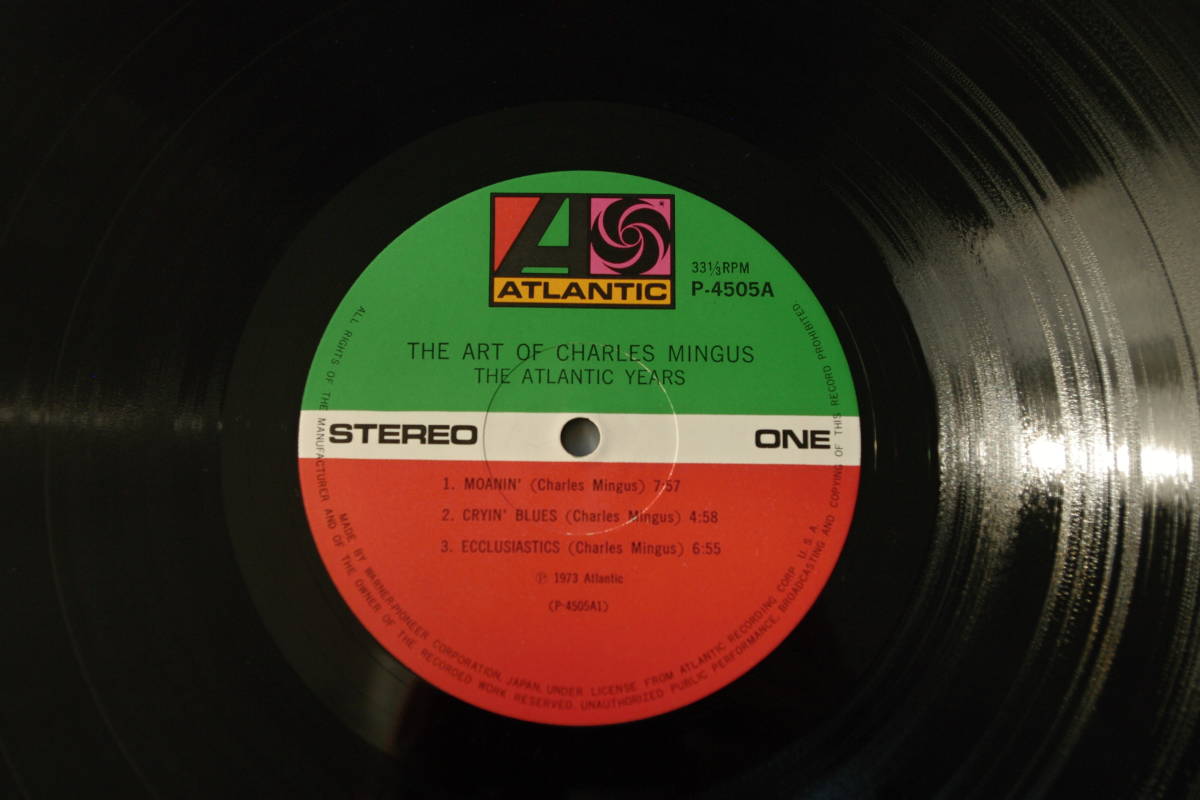 ATLANTIC
33⅓RPM
P-4505A
THE ART OF CHARLES MINGUS
THE ATLANTIC YEARS
STEREO
ONE
1. MOANIN' (Charles Mingus) 7:57
2. CRYIN' BLUES (Charles Mingus) 4:58
3. ECCLUSIASTICS (Charles Mingus) 6:55
℗ 1973 Atlantic
(P-4505A1)
MADE BY WARNER-PIONEER CORPORATION, JAPAN, UNDER LICENSE FROM ATLANTIC RECORDING CORP. U.S.A.
ALL RIGHTS OF THE MANUFACTURER AND OF THE OWNER OF THE RECORDED WORK RESERVED. UNAUTHORIZED PUBLIC PERFORMANCE, BROADCASTING AND COPYING OF THIS RECORD PROHIBITED.